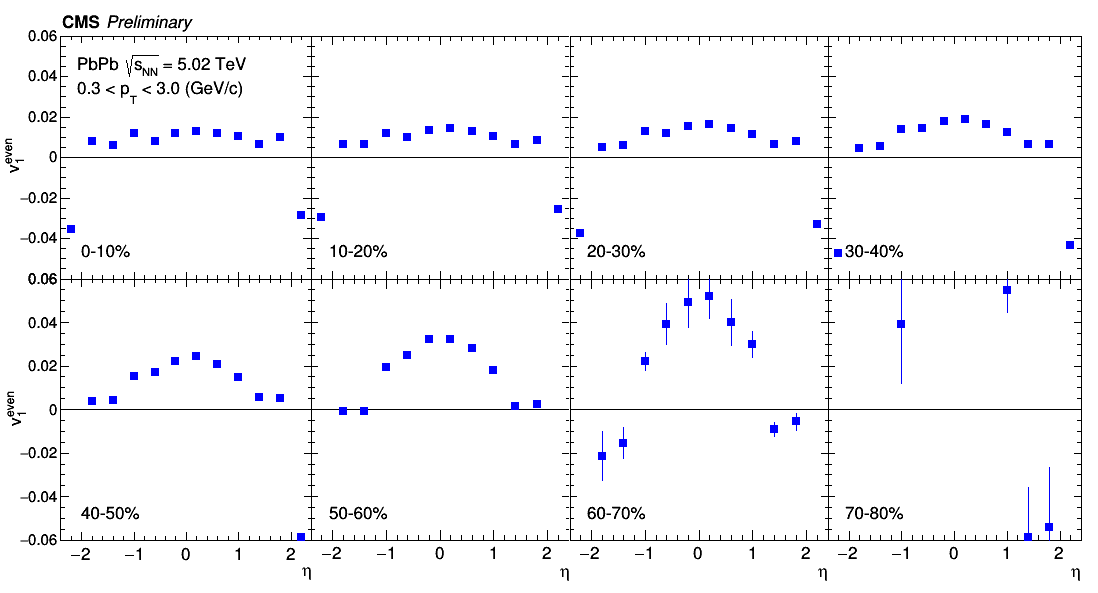 CMS Preliminary
PbPb √s_NN = 5.02 TeV
0.3 < p_T < 3.0 (GeV/c)
0.06
0.04
0.02
0
−0.02
−0.04
v_1^even
0-10%
10-20%
20-30%
30-40%
0.06
0.04
0.02
0
−0.02
−0.04
−0.06
v_1^even
40-50%
50-60%
60-70%
70-80%
−2 −1 0 1 2
−2 −1 0 1 2
−2 −1 0 1 2
−2 −1 0 1 2
η η η η